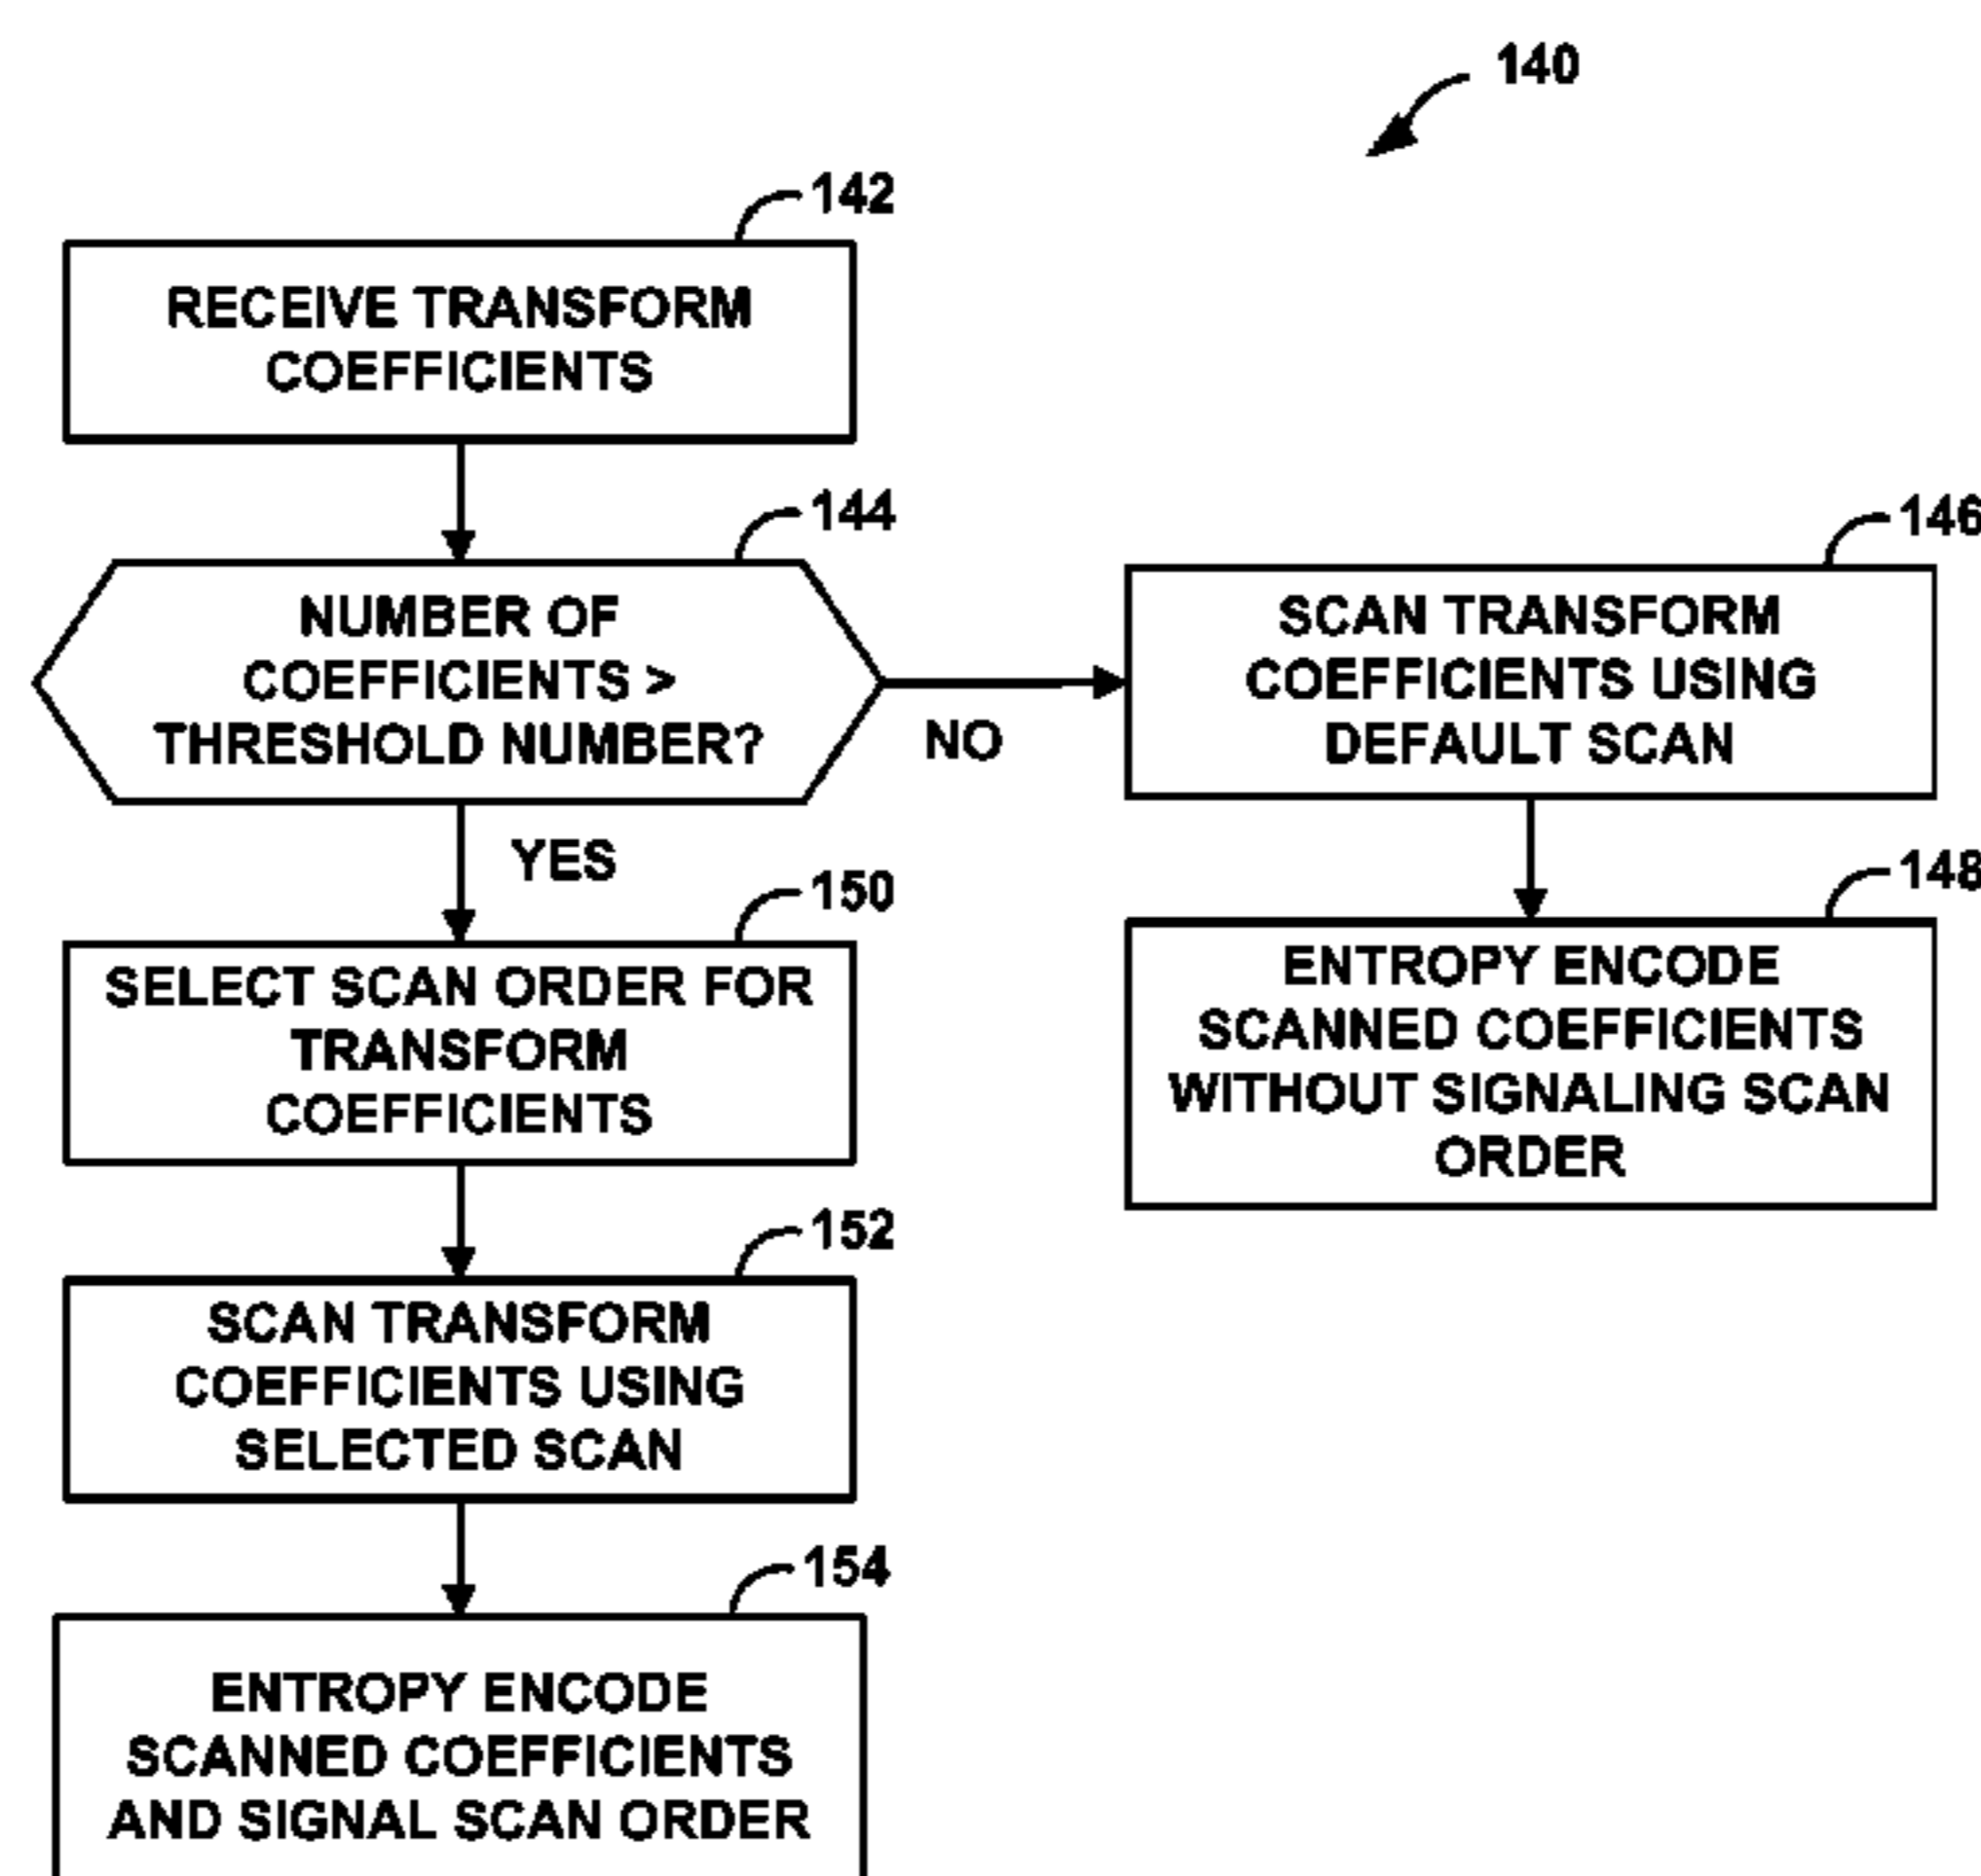 140
142
RECEIVE TRANSFORM
COEFFICIENTS
144
NUMBER OF
COEFFICIENTS >
THRESHOLD NUMBER?
NO
146
SCAN TRANSFORM
COEFFICIENTS USING
DEFAULT SCAN
148
ENTROPY ENCODE
SCANNED COEFFICIENTS
WITHOUT SIGNALING SCAN
ORDER
YES
150
SELECT SCAN ORDER FOR
TRANSFORM
COEFFICIENTS
152
SCAN TRANSFORM
COEFFICIENTS USING
SELECTED SCAN
154
ENTROPY ENCODE
SCANNED COEFFICIENTS
AND SIGNAL SCAN ORDER